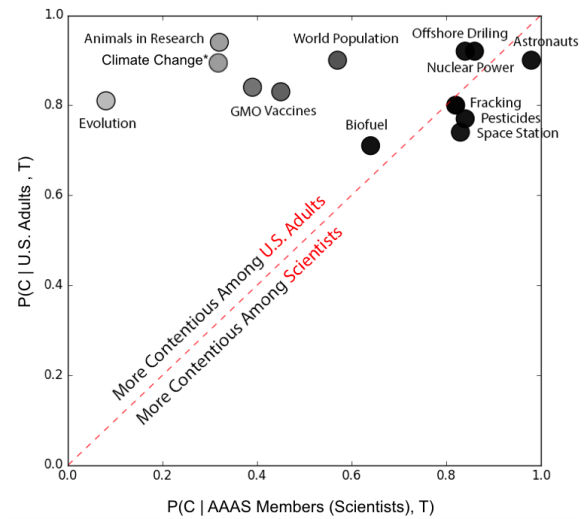 Animals in Research
Climate Change*
Evolution
GMO
Vaccines
World Population
Biofuel
Offshore Driling
Nuclear Power
Astronauts
Fracking
Pesticides
Space Station
More Contentious Among U.S. Adults
More Contentious Among Scientists
P(C | U.S. Adults , T)
1.0
0.8
0.6
0.4
0.2
0.0
0.0 0.2 0.4 0.6 0.8 1.0
P(C | AAAS Members (Scientists), T)